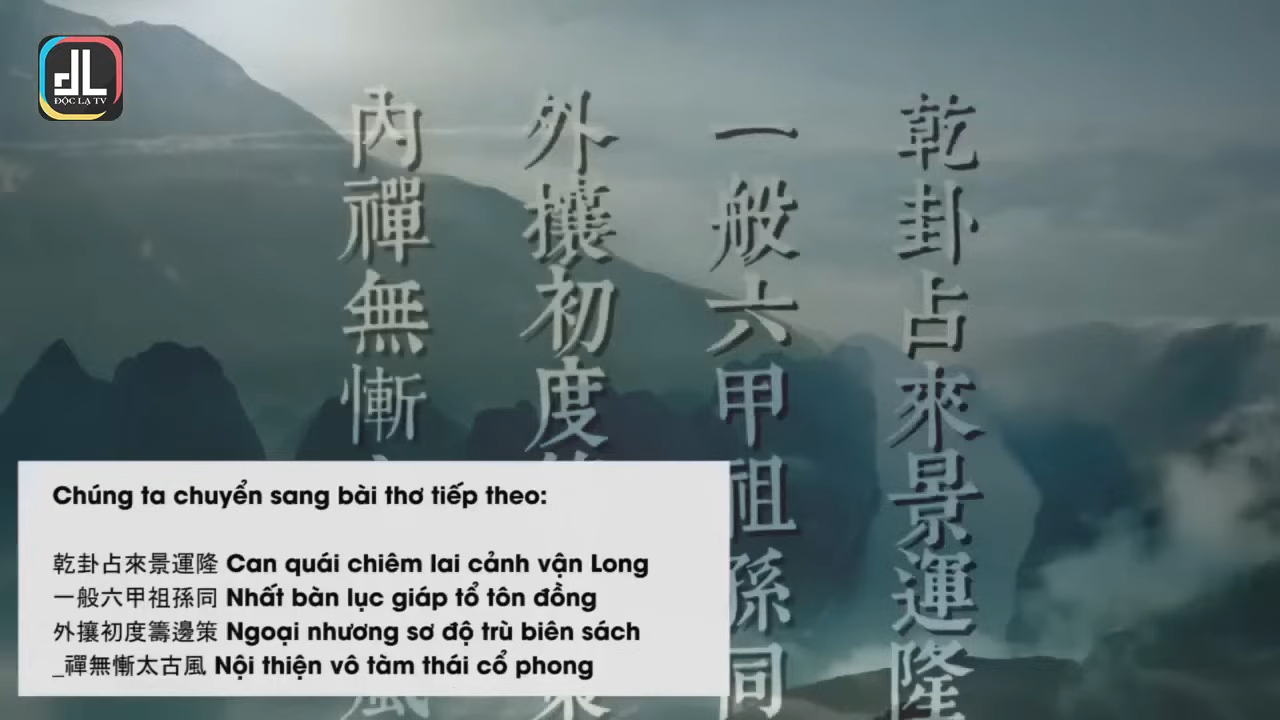 ĐỘC LẠ TV
乾卦占來景運隆
一般六甲祖孫同
外攘初度
內禪無慚
Chúng ta chuyển sang bài thơ tiếp theo:
乾卦占來景運隆 Can quái chiêm lai cảnh vận Long
一般六甲祖孫同 Nhất bàn lục giáp tổ tôn đồng
外攘初度籌邊策 Ngoại nhương sơ độ trù biên sách
_禪無慚太古風 Nội thiện vô tàm thái cổ phong